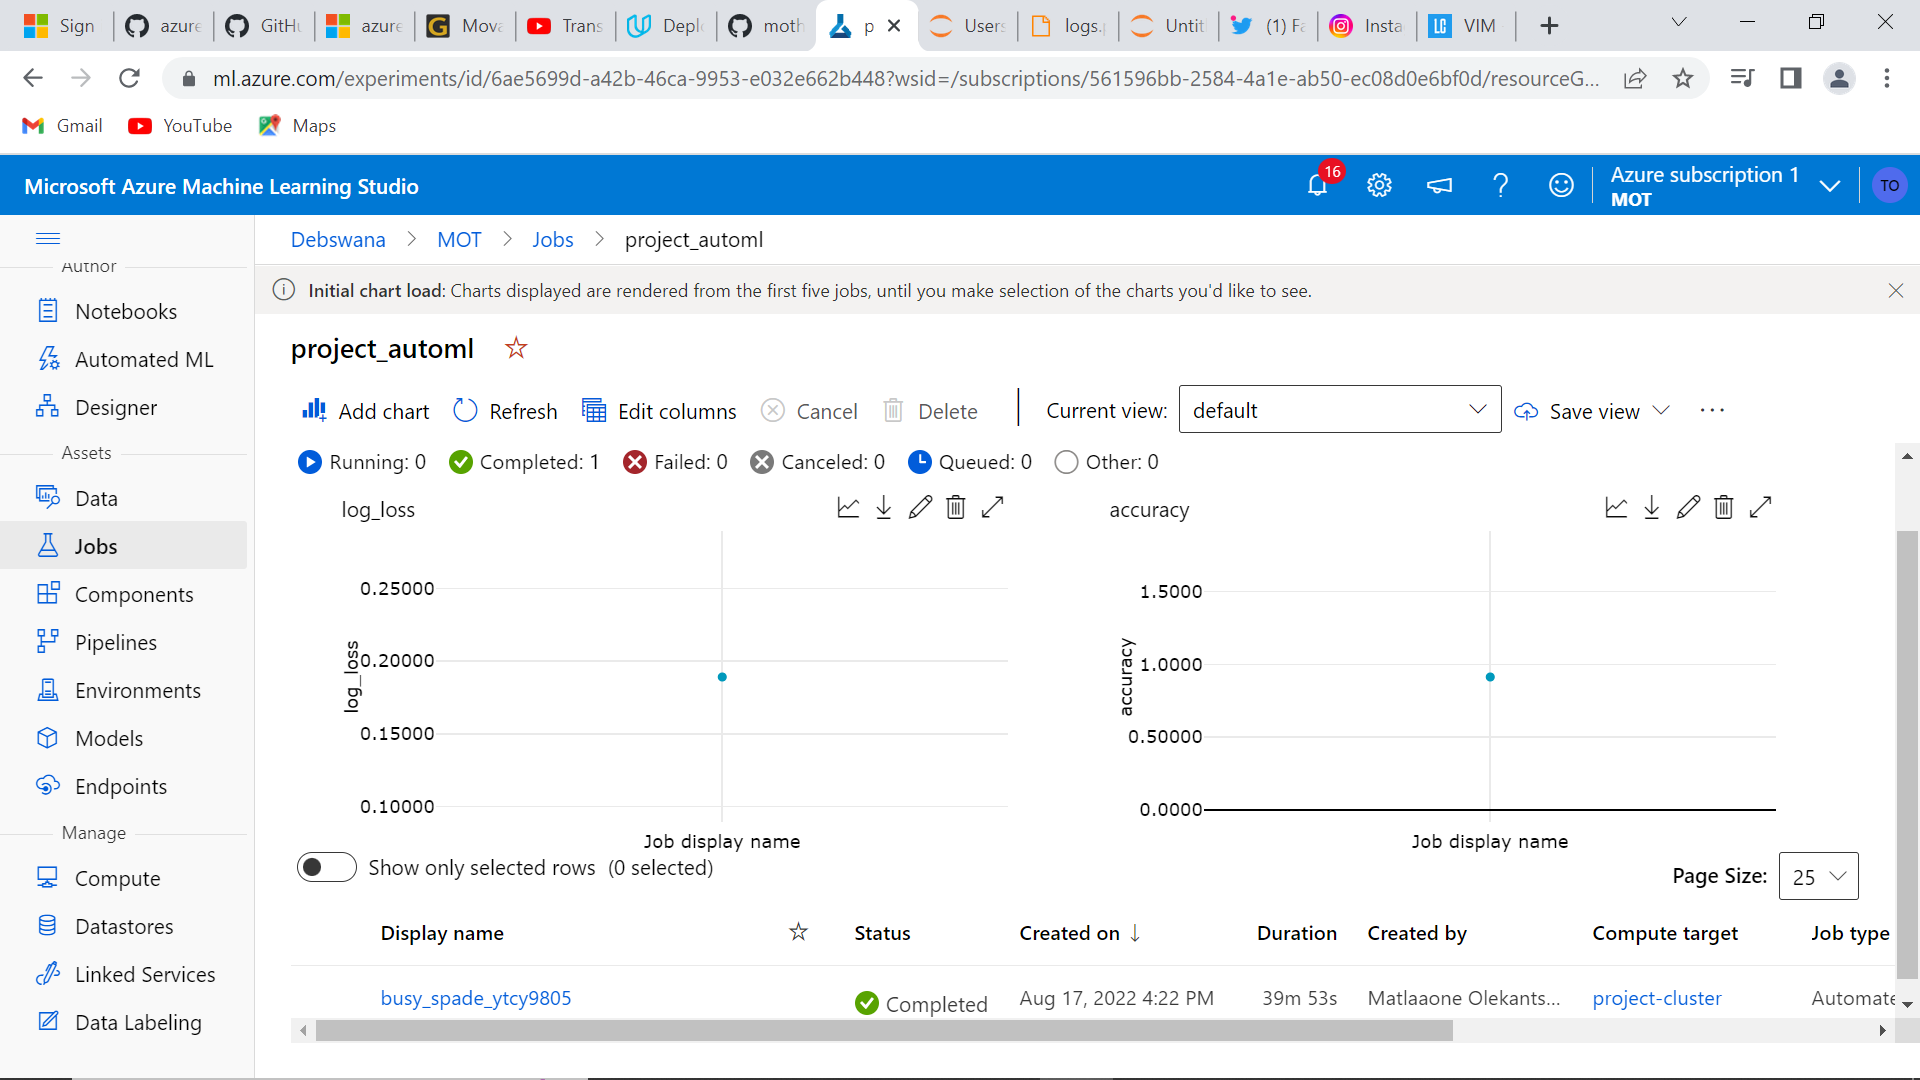 Sign
azure
GitHu
azure
Mova
Trans
Deplo
moth
p
Users
logs.p
Untit
(1) Fa
Insta
VIM
ml.azure.com/experiments/id/6ae5699d-a42b-46ca-9953-e032e662b448?wsid=/subscriptions/561596bb-2584-4a1e-ab50-ec08d0e6bf0d/resourceG...
Gmail
YouTube
Maps
Microsoft Azure Machine Learning Studio
16
Azure subscription 1
MOT
TO
Debswana
MOT
Jobs
project_automl
Author
Notebooks
Automated ML
Designer
Assets
Data
Jobs
Components
Pipelines
Environments
Models
Endpoints
Manage
Compute
Datastores
Linked Services
Data Labeling
Initial chart load: Charts displayed are rendered from the first five jobs, until you make selection of the charts you'd like to see.
project_automl
Add chart
Refresh
Edit columns
Cancel
Delete
Current view:
default
Save view
Running: 0
Completed: 1
Failed: 0
Canceled: 0
Queued: 0
Other: 0
log_loss
0.25000
0.20000
0.15000
0.10000
log_loss
Job display name
accuracy
1.5000
1.0000
0.50000
0.0000
accuracy
Job display name
Show only selected rows (0 selected)
Page Size:
25
Display name
Status
Created on
Duration
Created by
Compute target
Job type
busy_spade_ytcy9805
Completed
Aug 17, 2022 4:22 PM
39m 53s
Matlaaone Olekants...
project-cluster
Automate